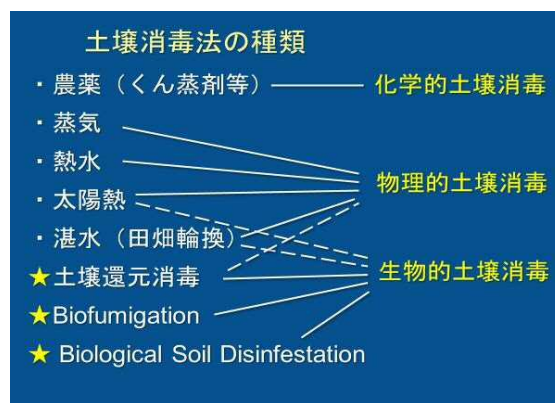 土壌消毒法の種類
・農薬（くん蒸剤等） 化学的土壌消毒
・蒸気
・熱水 物理的土壌消毒
・太陽熱
・湛水（田畑輪換） 生物的土壌消毒
★土壌還元消毒
★Biofumigation
★ Biological Soil Disinfestation